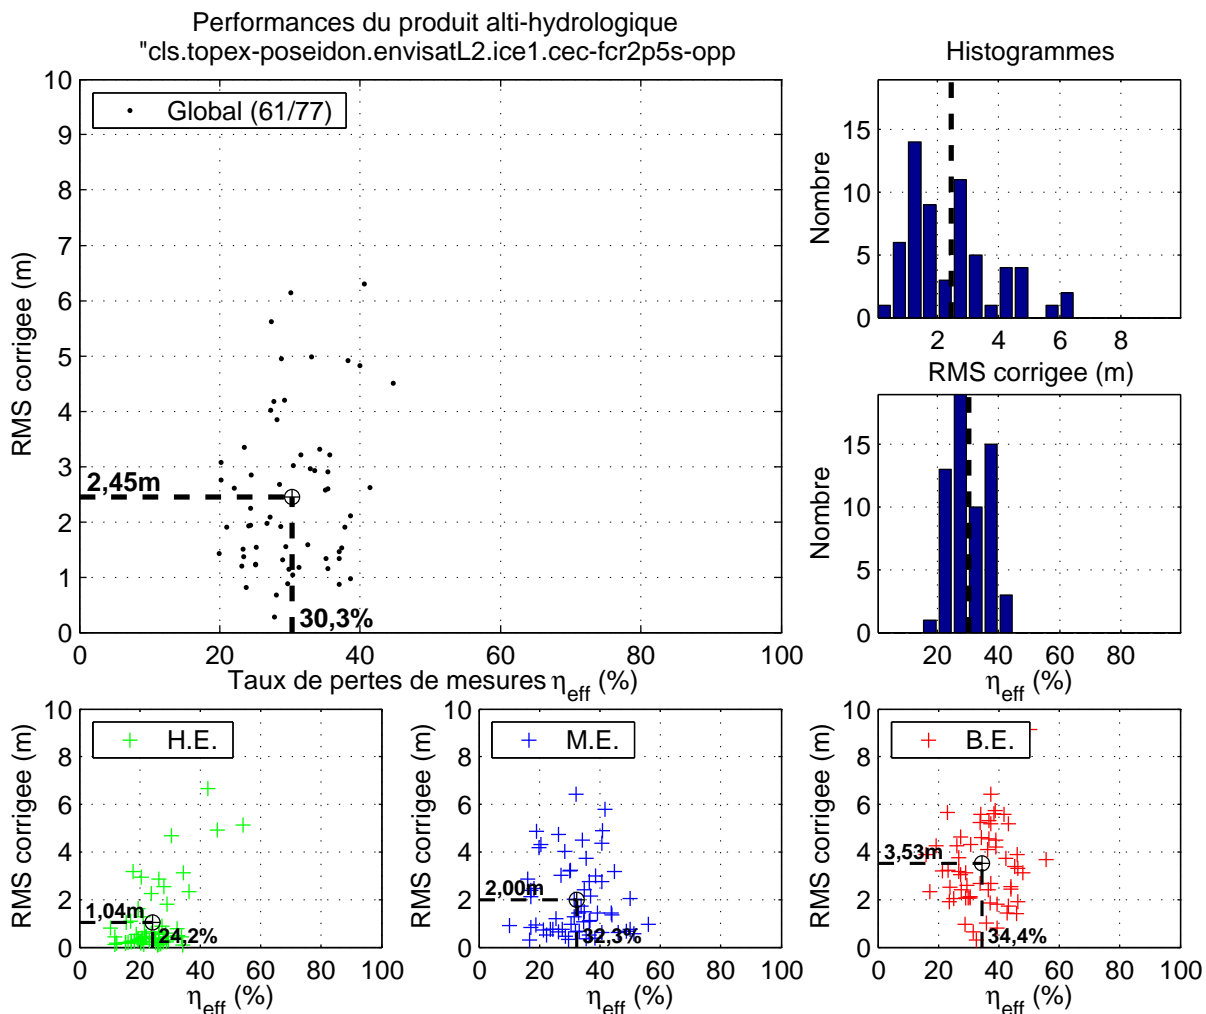 Performances du produit alti-hydrologique
"cls.topex-poseidon.envisatL2.ice1.cec-fcr2p5s-opp
Histogrammes
Global (61/77)
RMS corrigee (m)
10
9
8
7
6
5
4
3
2
1
0
2,45m
30,3%
0 20 40 60 80 100
Taux de pertes de mesures ηeff (%)
Nombre
15
10
5
0
2 4 6 8
RMS corrigee (m)
Nombre
15
10
5
0
20 40 60 80
ηeff (%)
H.E.
RMS corrigee (m)
10
8
6
4
2
0
1,04m
24,2%
0 20 40 60 80 100
ηeff (%)
M.E.
RMS corrigee (m)
10
8
6
4
2
0
2,00m
32,3%
0 20 40 60 80 100
ηeff (%)
B.E.
RMS corrigee (m)
10
8
6
4
2
0
3,53m
34,4%
0 20 40 60 80 100
ηeff (%)